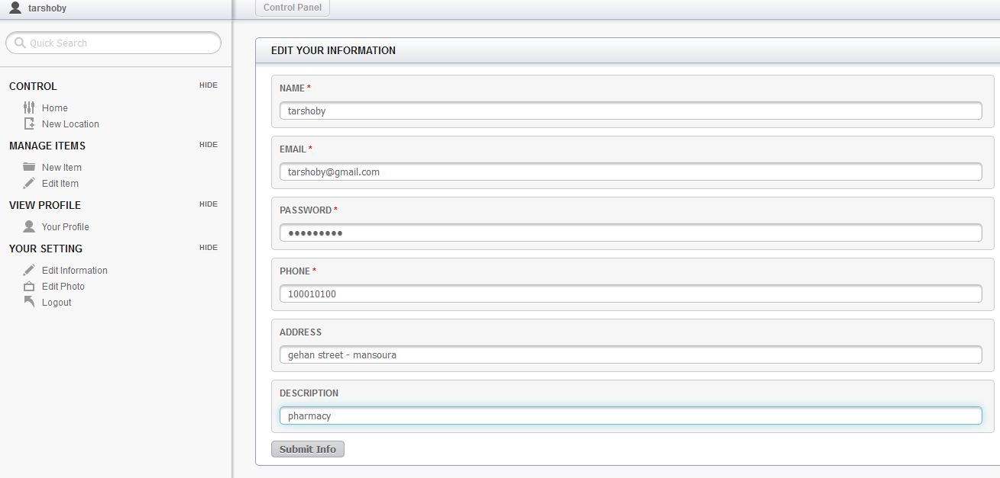 tarshoby
Control Panel
Quick Search
CONTROL HIDE
Home
New Location
MANAGE ITEMS HIDE
New Item
Edit Item
VIEW PROFILE HIDE
Your Profile
YOUR SETTING HIDE
Edit Information
Edit Photo
Logout
EDIT YOUR INFORMATION
NAME *
tarshoby
EMAIL *
tarshoby@gmail.com
PASSWORD *
●●●●●●●●●
PHONE *
100010100
ADDRESS
gehan street - mansoura
DESCRIPTION
pharmacy
Submit Info